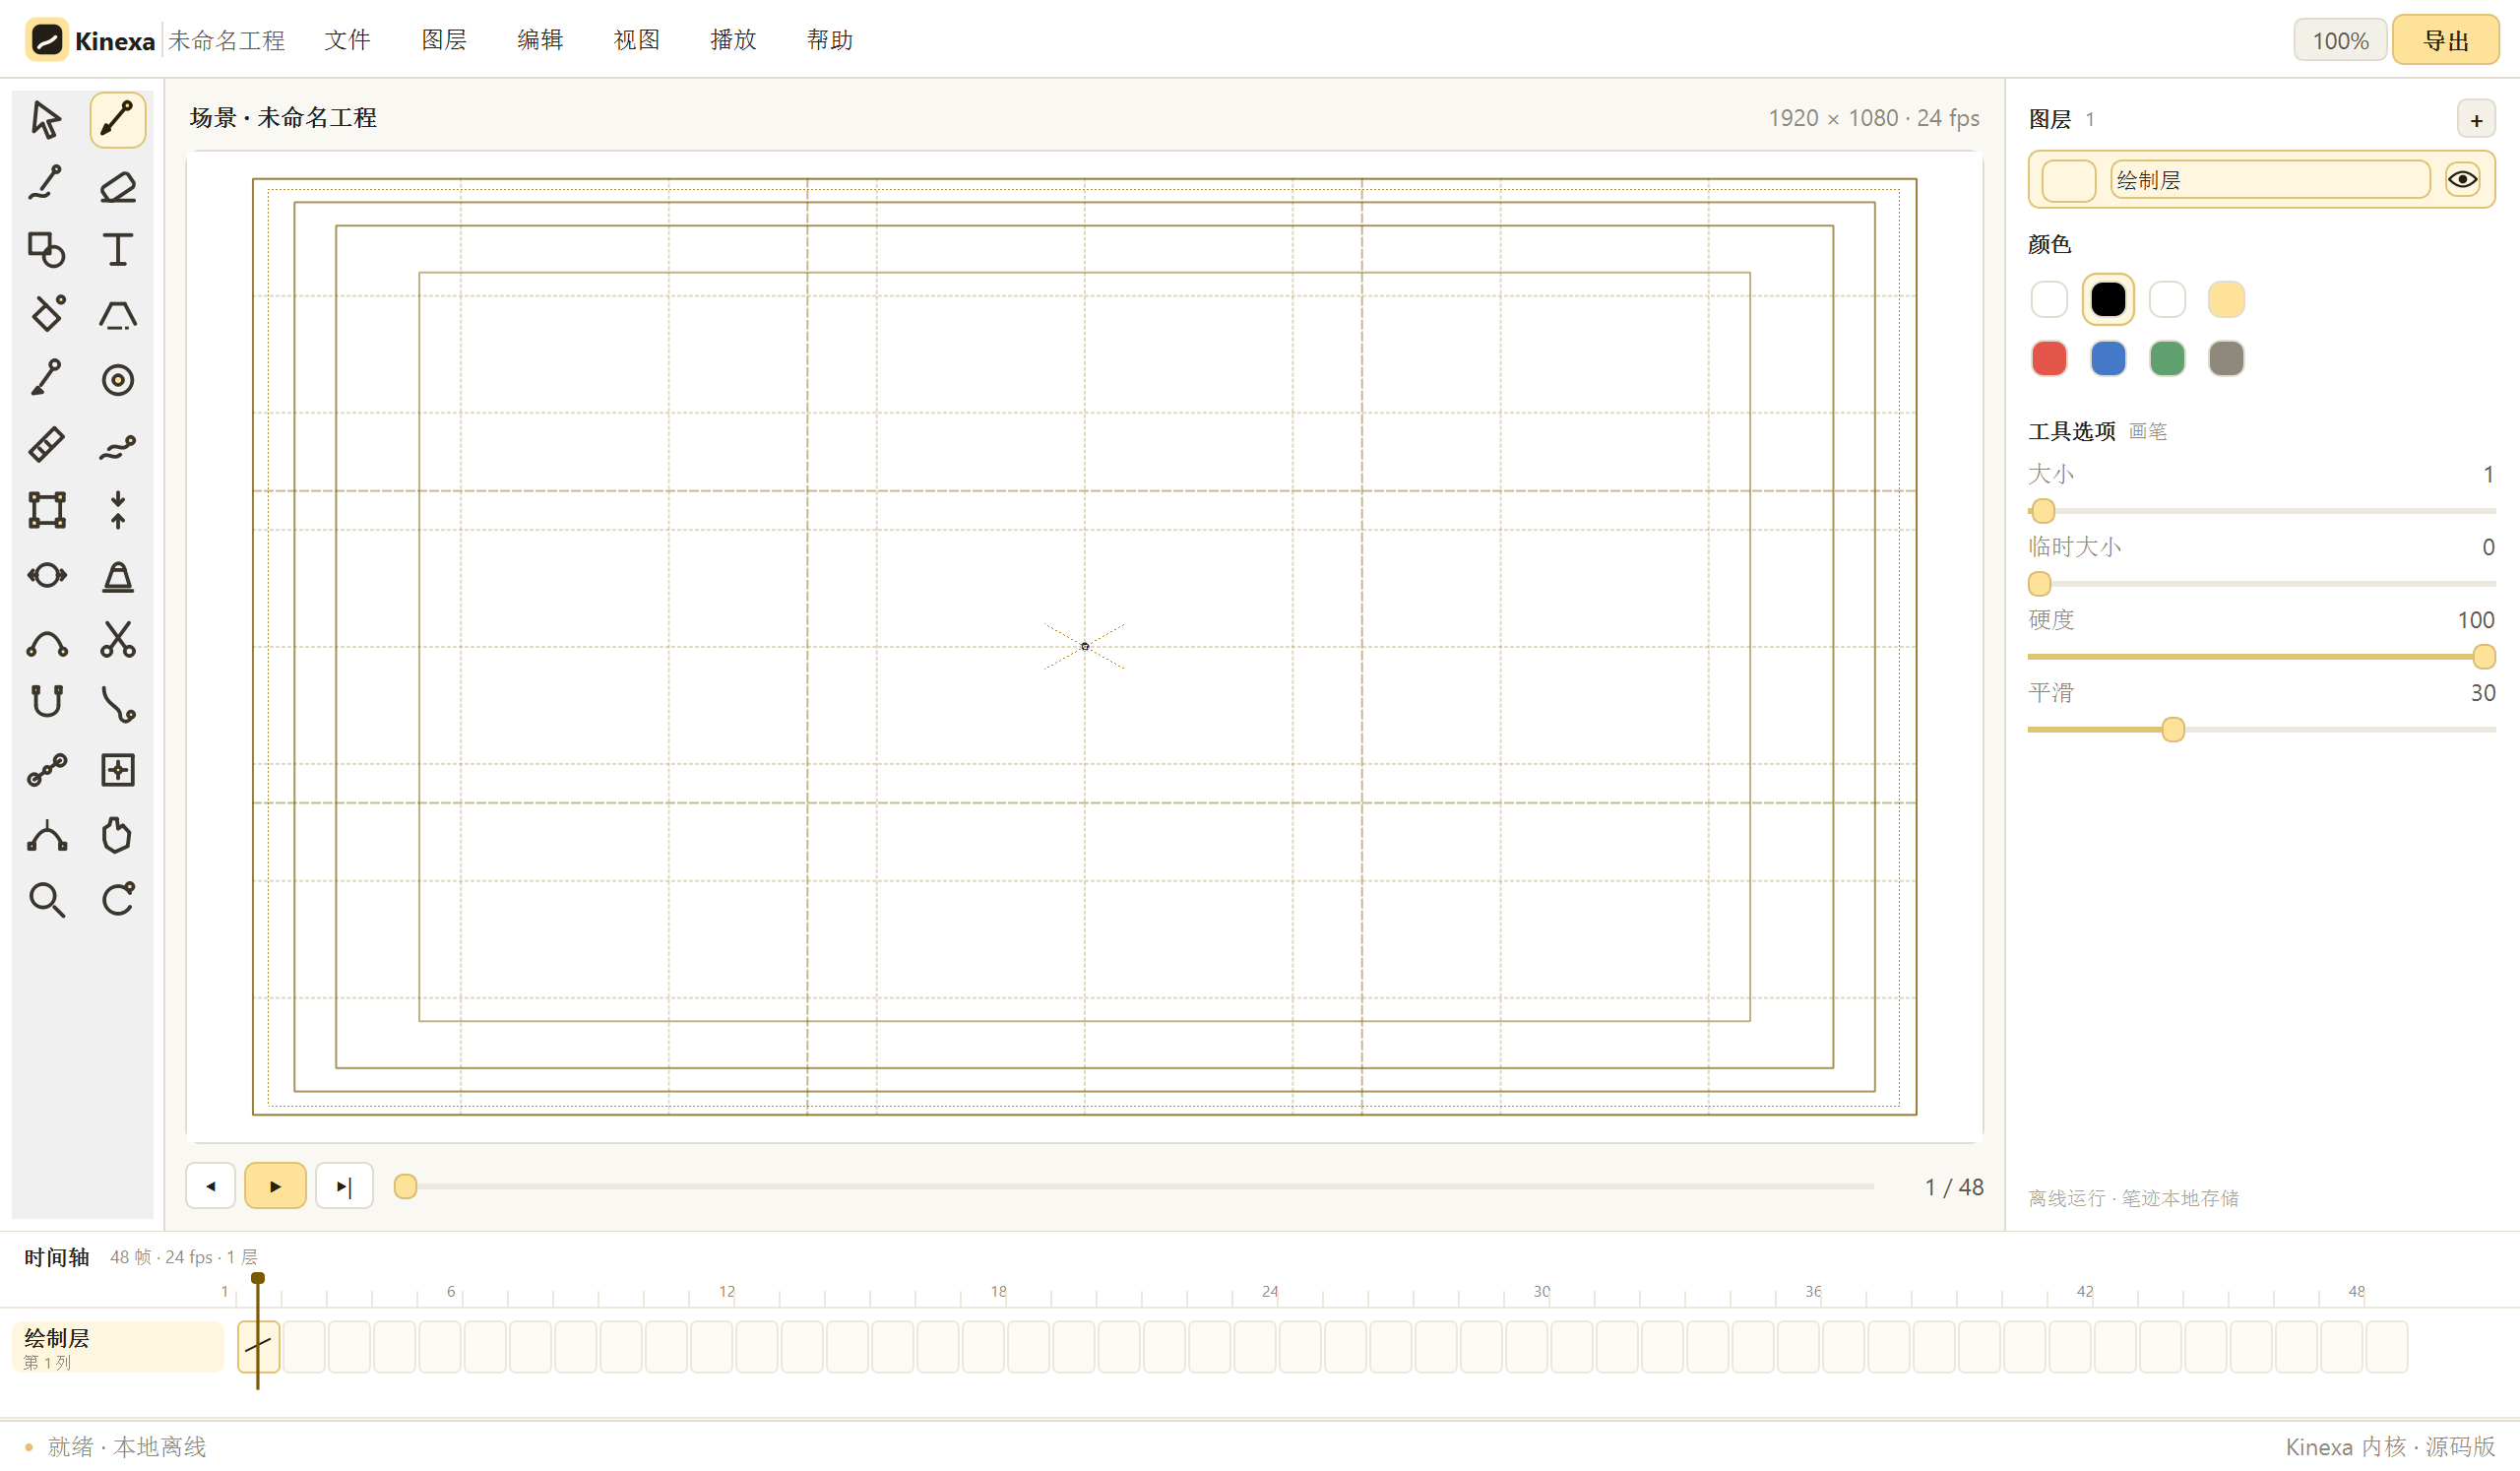 Kinexa 未命名工程 文件 图层 编辑 视图 播放 帮助 100% 导出
场景 · 未命名工程 1920 × 1080 · 24 fps
图层 1 +
绘制层
颜色
工具选项 画笔
大小 1
临时大小 0
硬度 100
平滑 30
1 / 48
离线运行 · 笔迹本地存储
时间轴 48 帧 · 24 fps · 1 层
1 6 12 18 24 30 36 42 48
绘制层
第 1 列
就绪 · 本地离线 Kinexa 内核 · 源码版